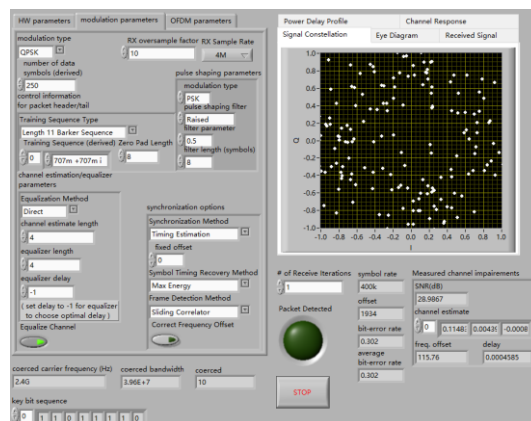 HW parameters
modulation parameters
OFDM parameters
modulation type
QPSK
RX oversample factor
10
RX Sample Rate
4M
number of data
symbols (derived)
250
pulse shaping parameters
modulation type
PSK
pulse shaping filter
Raised
filter parameter
0.5
filter length (symbols)
8
control information
for packet header/tail
Training Sequence Type
Length 11 Barker Sequence
Training Sequence (derived) Zero Pad Length
0
707m +707m i
8
channel estimation/equalizer
parameters
Equalization Method
Direct
channel estimate length
4
equalizer length
4
equalizer delay
-1
( set delay to -1 for equalizer
to choose optimal delay )
Equalize Channel
synchronization options
Synchronization Method
Timing Estimation
fixed offset
0
Symbol Timing Recovery Method
Max Energy
Frame Detection Method
Sliding Correlator
Correct Frequency Offset
coerced carrier frequency (Hz)
2.4G
coerced bandwidth
3.96E+7
coerced
10
key bit sequence
0
1 1 0 1 1 1 1 0
Power Delay Profile
Channel Response
Signal Constellation
Eye Diagram
Received Signal
1.0
0.8
0.6
0.4
0.2
0.0
-0.2
-0.4
-0.6
-0.8
-1.0
Q
-1.0 -0.8 -0.6 -0.4 -0.2 0.0 0.2 0.4 0.6 0.8 1.0
I
# of Receive Iterations
1
Packet Detected
STOP
symbol rate
400k
offset
1934
bit-error rate
0.302
average
bit-error rate
0.302
Measured channel impairements
SNR(dB)
28.9867
channel estimate
0
0.1148
0.00439
-0.0008
freq. offset
115.76
delay
0.0004585